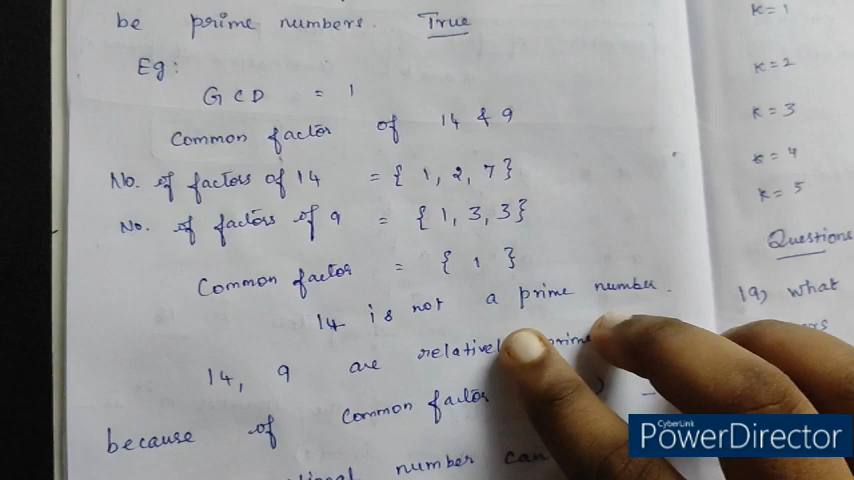 be prime numbers. True
Eg:
GCD = 1
Common factor of 14 & 9
No. of factors of 14 = { 1, 2, 7}
No. of factors of 9 = { 1, 3, 3}
Common factor = { 1 }
14 is not a prime number.
14, 9 are relatively prime
because of common factor
number can
K = 1
K = 2
K = 3
K = 4
K = 5
Questions
19, what
CyberLink
PowerDirector